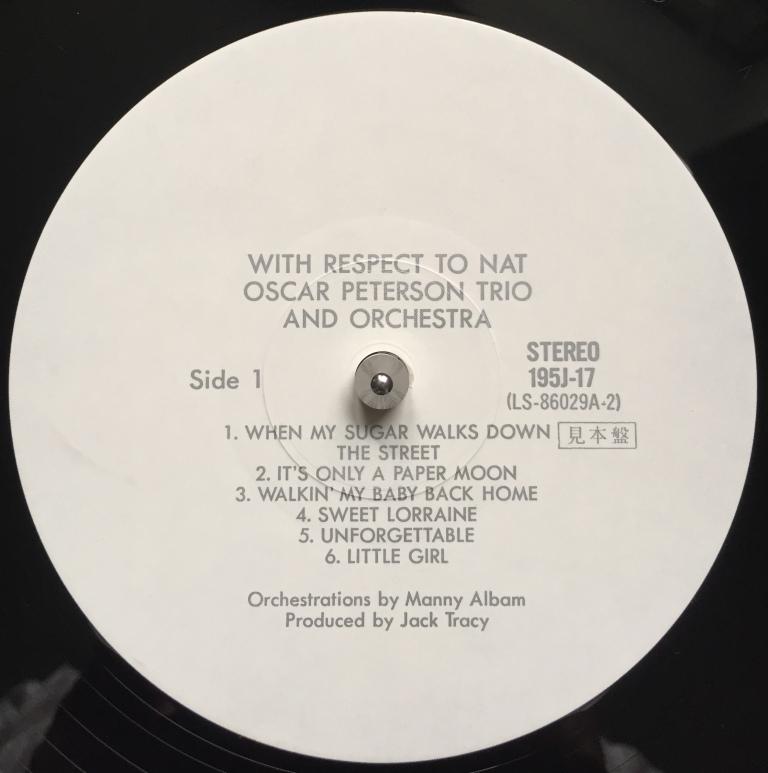 WITH RESPECT TO NAT
OSCAR PETERSON TRIO
AND ORCHESTRA
Side 1
STEREO
195J-17
(LS-86029A-2)
1. WHEN MY SUGAR WALKS DOWN
THE STREET
見本盤
2. IT'S ONLY A PAPER MOON
3. WALKIN' MY BABY BACK HOME
4. SWEET LORRAINE
5. UNFORGETTABLE
6. LITTLE GIRL
Orchestrations by Manny Albam
Produced by Jack Tracy